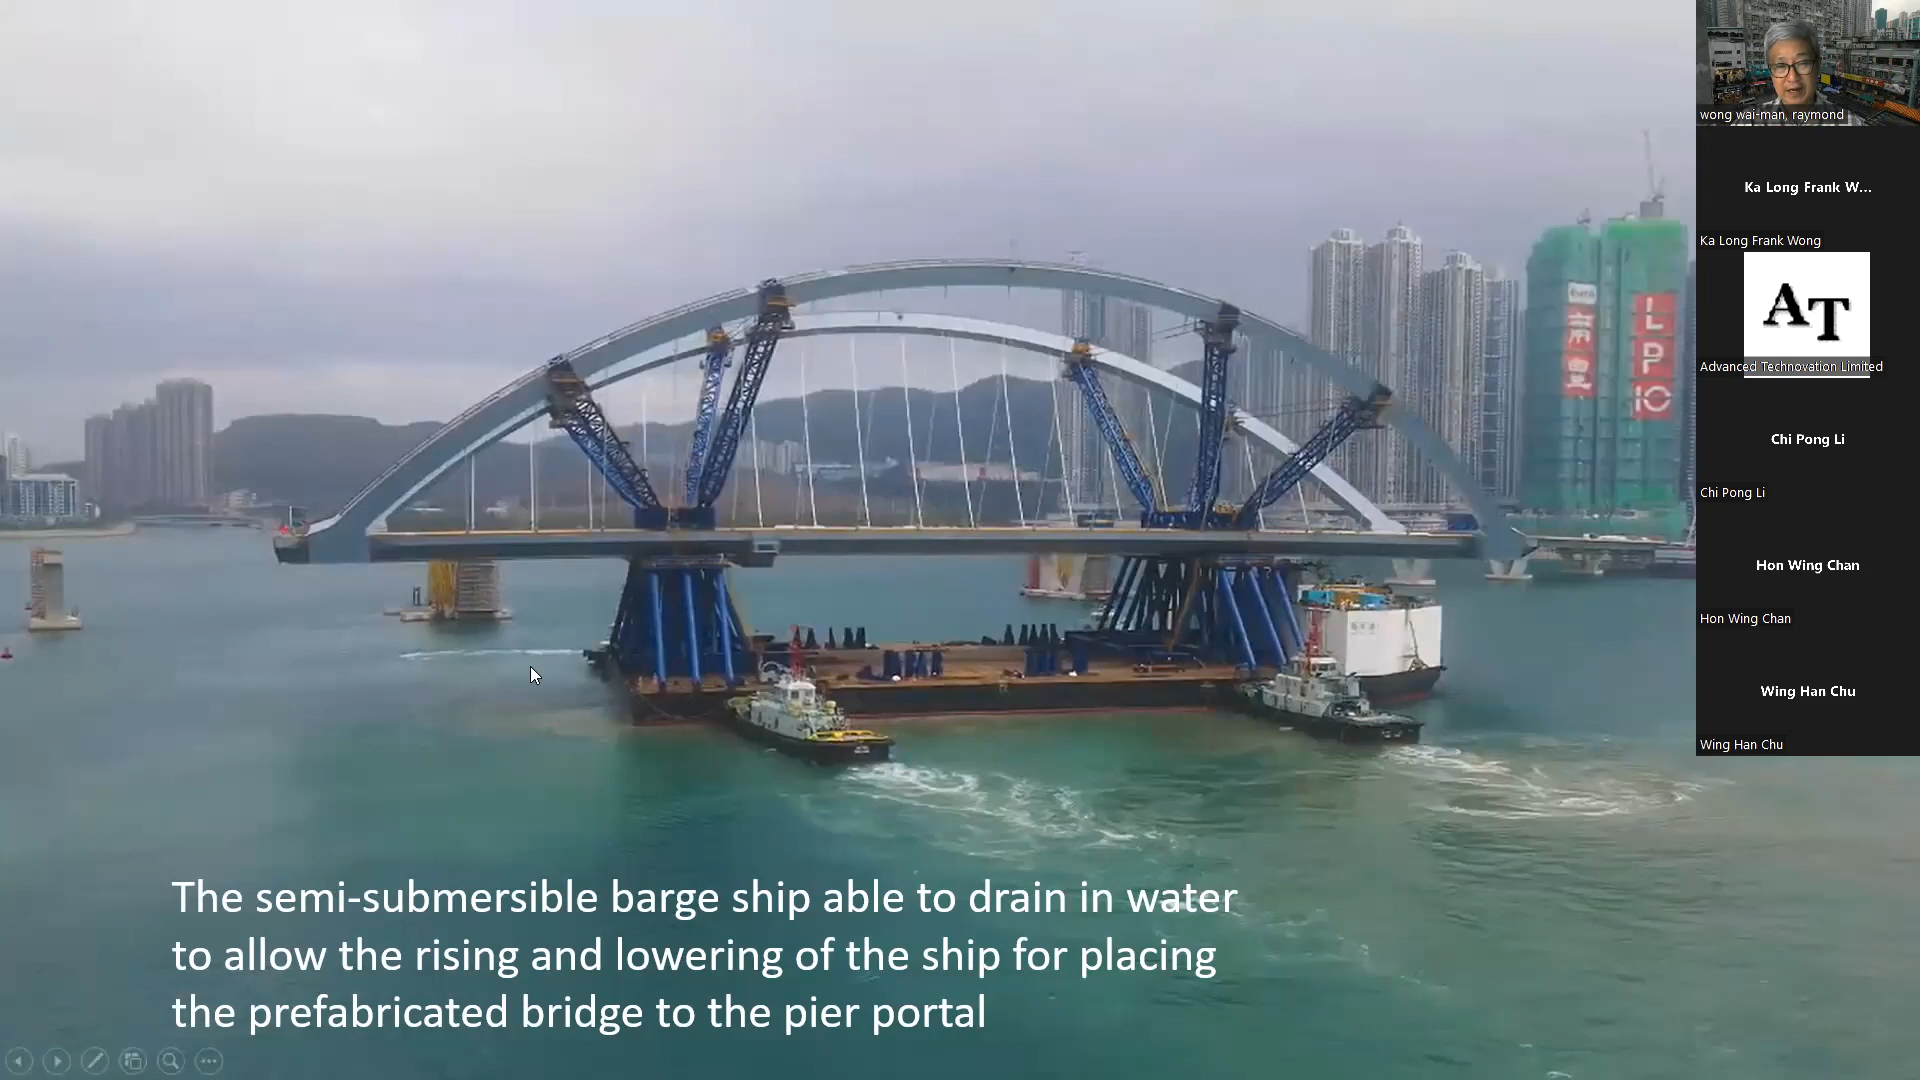 wong wai-man, raymond
Ka Long Frank W...
Ka Long Frank Wong
AT
Advanced Technovation Limited
Chi Pong Li
Chi Pong Li
Hon Wing Chan
Hon Wing Chan
Wing Han Chu
Wing Han Chu
LP10
The semi-submersible barge ship able to drain in water
to allow the rising and lowering of the ship for placing
the prefabricated bridge to the pier portal